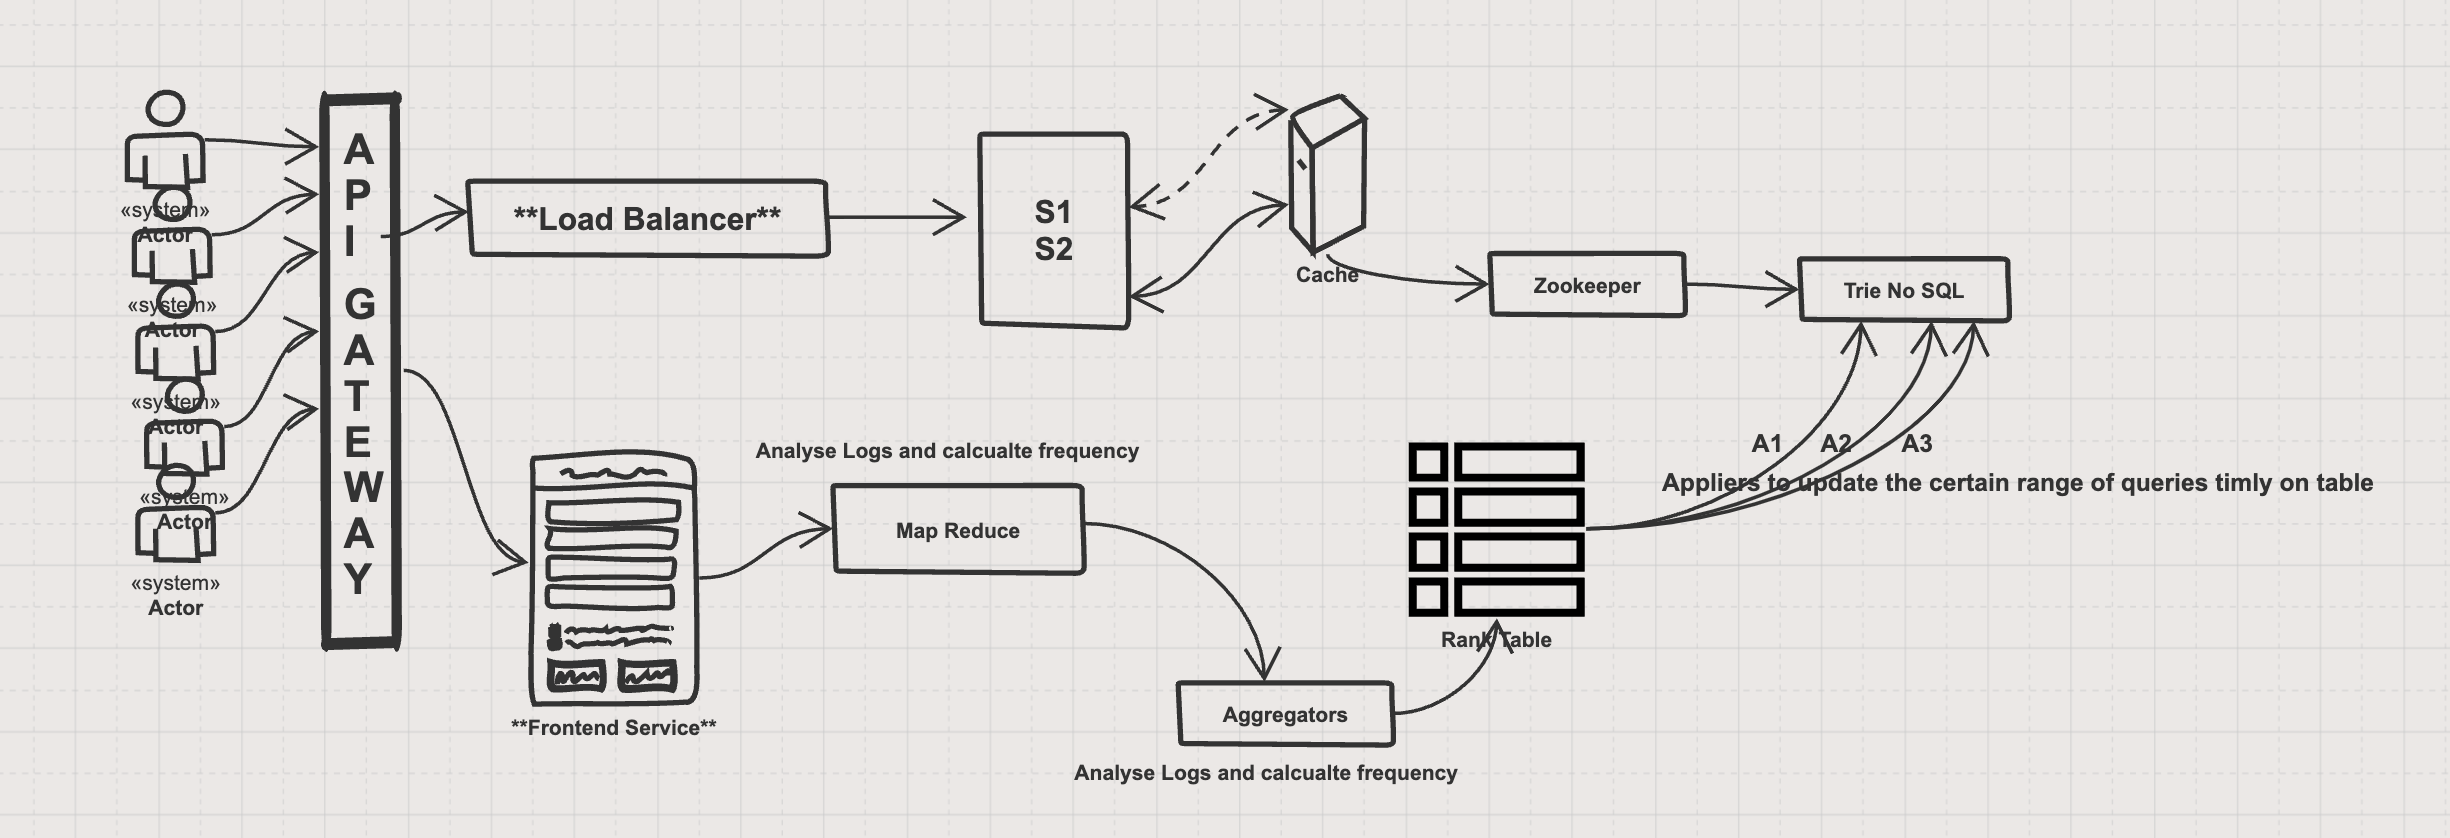 «system»
Actor
«system»
Actor
«system»
Actor
«system»
Actor
«system»
Actor
A
P
I
G
A
T
E
W
A
Y
**Load Balancer**
S1
S2
Cache
Zookeeper
Trie No SQL
**Frontend Service**
Analyse Logs and calcualte frequency
Map Reduce
Aggregators
Analyse Logs and calcualte frequency
Rank Table
A1
A2
A3
Appliers to update the certain range of queries timly on table